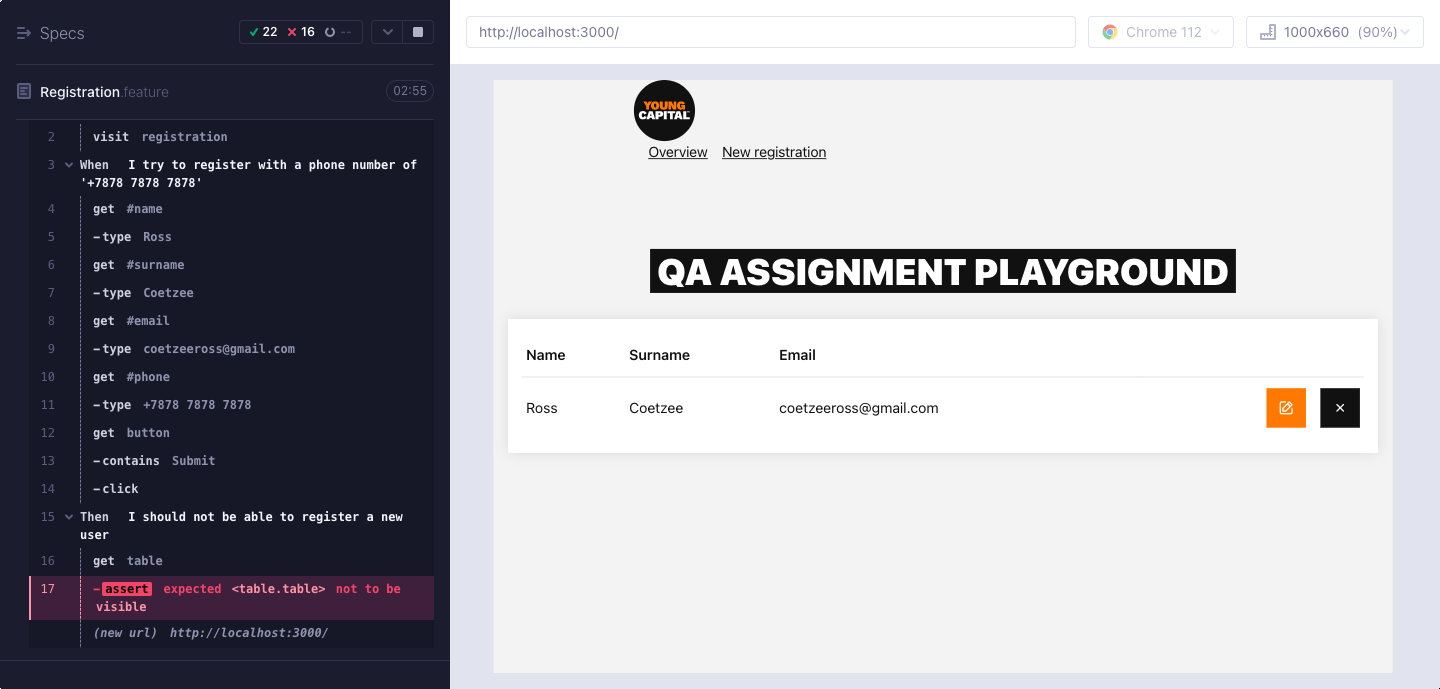 Specs
22 16 --
Registration.feature 02:55
2 visit registration
3 When I try to register with a phone number of
'+7878 7878 7878'
4 get #name
5 -type Ross
6 get #surname
7 -type Coetzee
8 get #email
9 -type coetzeeross@gmail.com
10 get #phone
11 -type +7878 7878 7878
12 get button
13 -contains Submit
14 -click
15 Then I should not be able to register a new
user
16 get table
17 -assert expected <table.table> not to be
visible
(new url) http://localhost:3000/
http://localhost:3000/
Chrome 112
1000x660 (90%)
YOUNG
CAPITAL
Overview New registration
QA ASSIGNMENT PLAYGROUND
Name Surname Email
Ross Coetzee coetzeeross@gmail.com